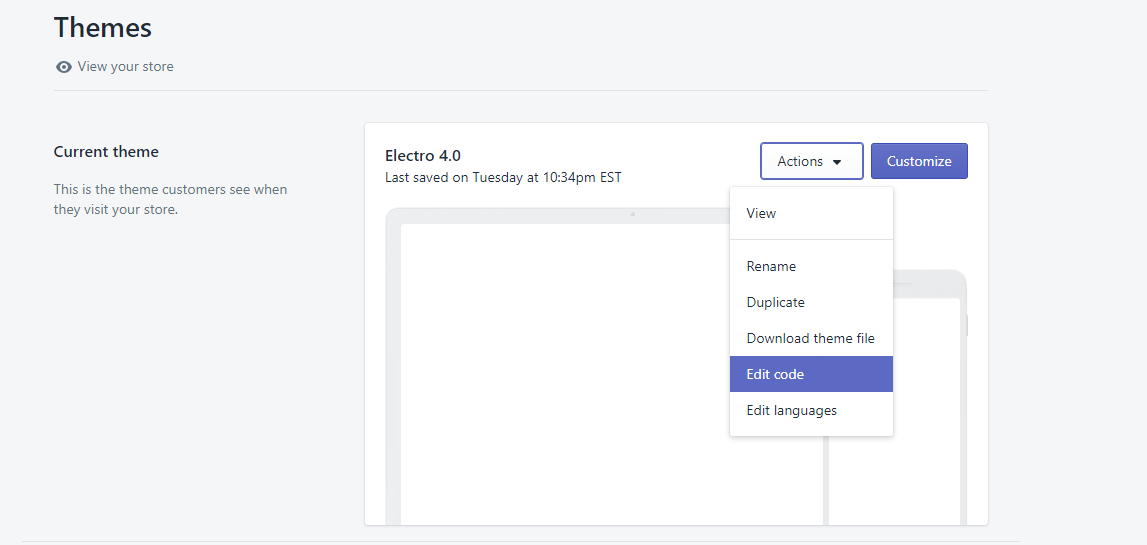 Themes
View your store
Current theme
This is the theme customers see when
they visit your store.
Electro 4.0
Last saved on Tuesday at 10:34pm EST
Actions
Customize
View
Rename
Duplicate
Download theme file
Edit code
Edit languages